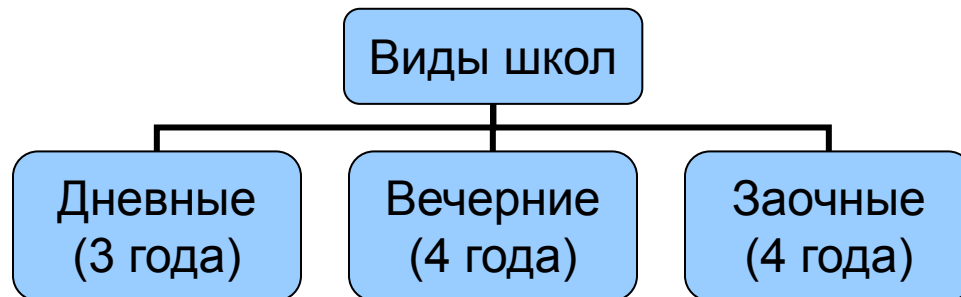 Виды школ
Дневные
(3 года)
Вечерние
(4 года)
Заочные
(4 года)